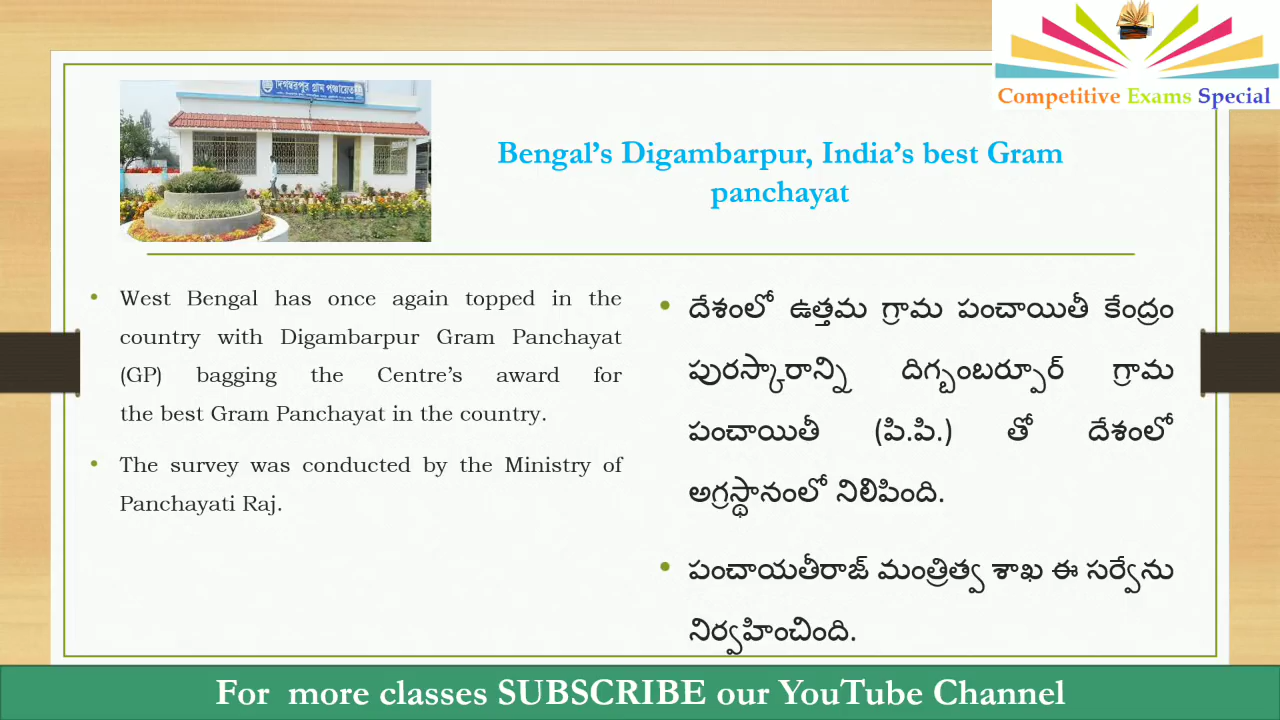 দিগম্বরপুর গ্রাম পঞ্চায়েত
Competitive Exams Special
Bengal’s Digambarpur, India’s best Gram
panchayat
• West Bengal has once again topped in the
country with Digambarpur Gram Panchayat
(GP) bagging the Centre’s award for
the best Gram Panchayat in the country.
• The survey was conducted by the Ministry of
Panchayati Raj.
• దేశంలో ఉత్తమ గ్రామ పంచాయితీ కేంద్రం
పురస్కారాన్ని దిగ్బంబర్పూర్ గ్రామ
పంచాయితీ (పి.పి.) తో దేశంలో
అగ్రస్థానంలో నిలిపింది.
• పంచాయతీరాజ్ మంత్రిత్వ శాఖ ఈ సర్వేను
నిర్వహించింది.
For more classes SUBSCRIBE our YouTube Channel